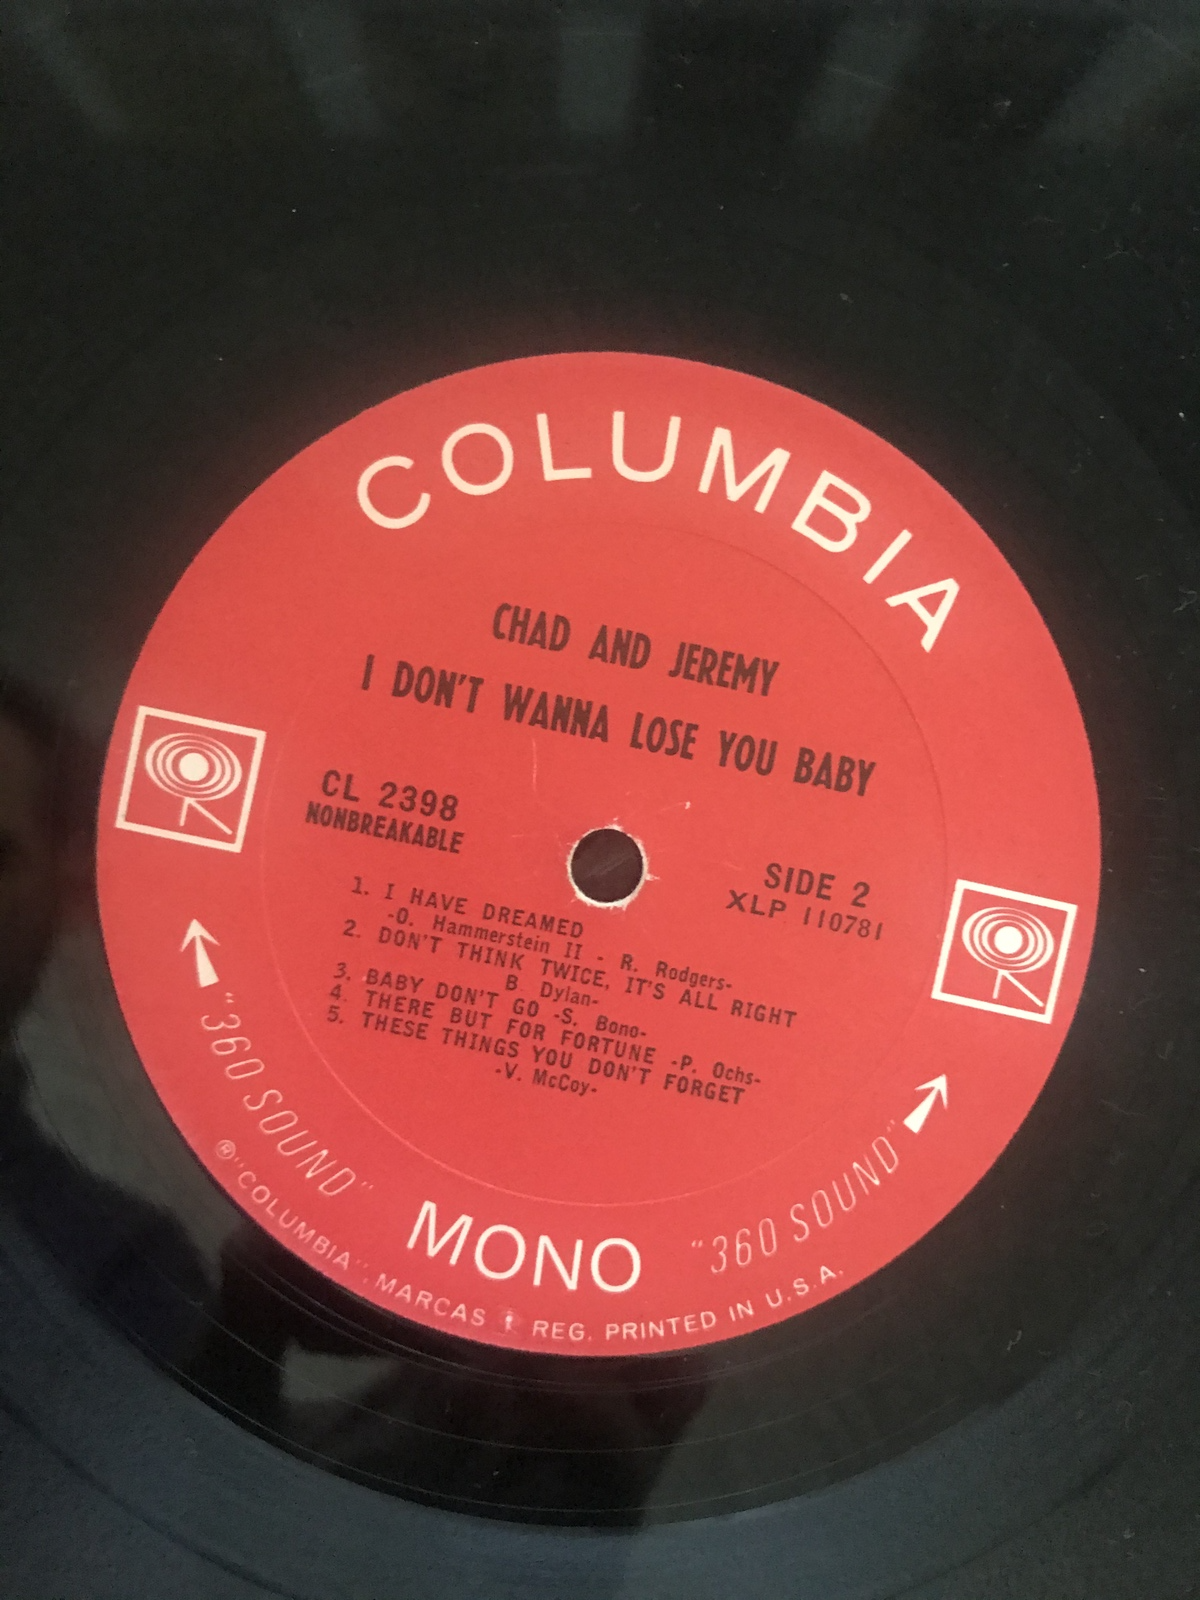 COLUMBIA
CHAD AND JEREMY
I DON'T WANNA LOSE YOU BABY
CL 2398
NONBREAKABLE
SIDE 2
XLP 110781
1. I HAVE DREAMED
-O. Hammerstein II - R. Rodgers-
2. DON'T THINK TWICE, IT'S ALL RIGHT
B. Dylan-
3. BABY DON'T GO -S. Bono-
4. THERE BUT FOR FORTUNE -P. Ochs-
5. THESE THINGS YOU DON'T FORGET
-V. McCoy-
"360 SOUND" MONO "360 SOUND"
®"COLUMBIA", MARCAS REG. PRINTED IN U.S.A.